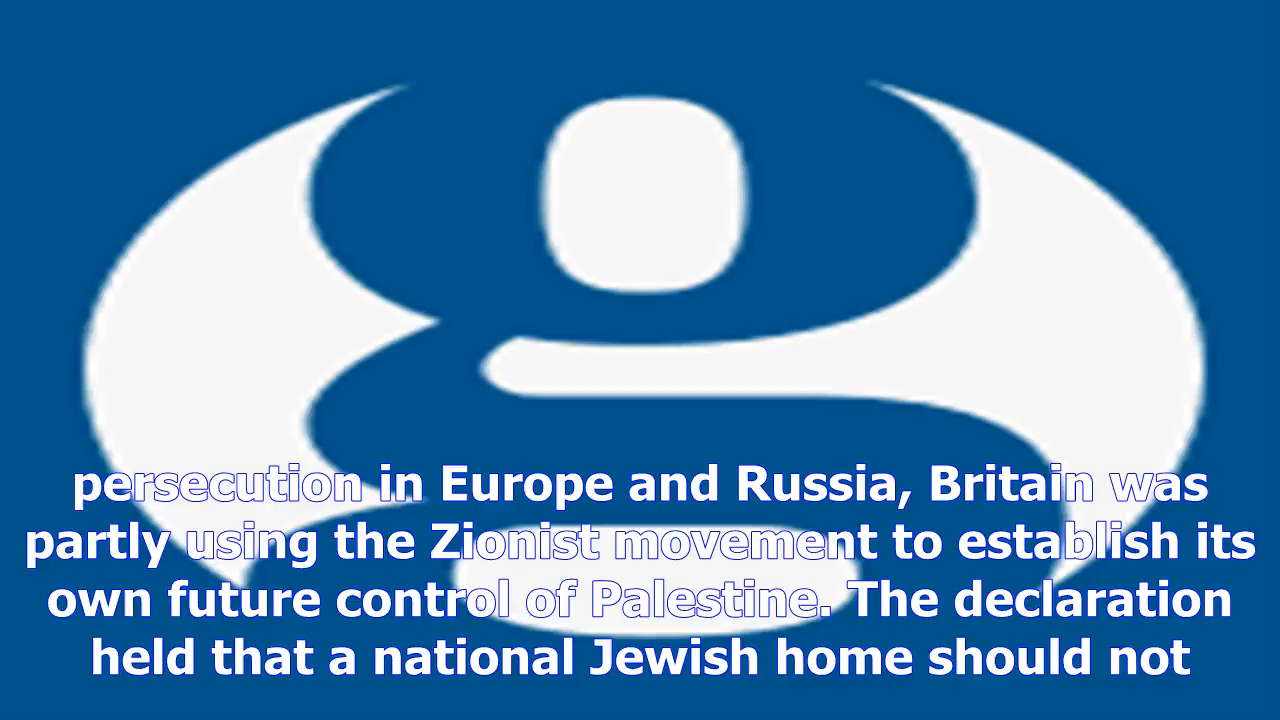 persecution in Europe and Russia, Britain was
partly using the Zionist movement to establish its
own future control of Palestine. The declaration
held that a national Jewish home should not